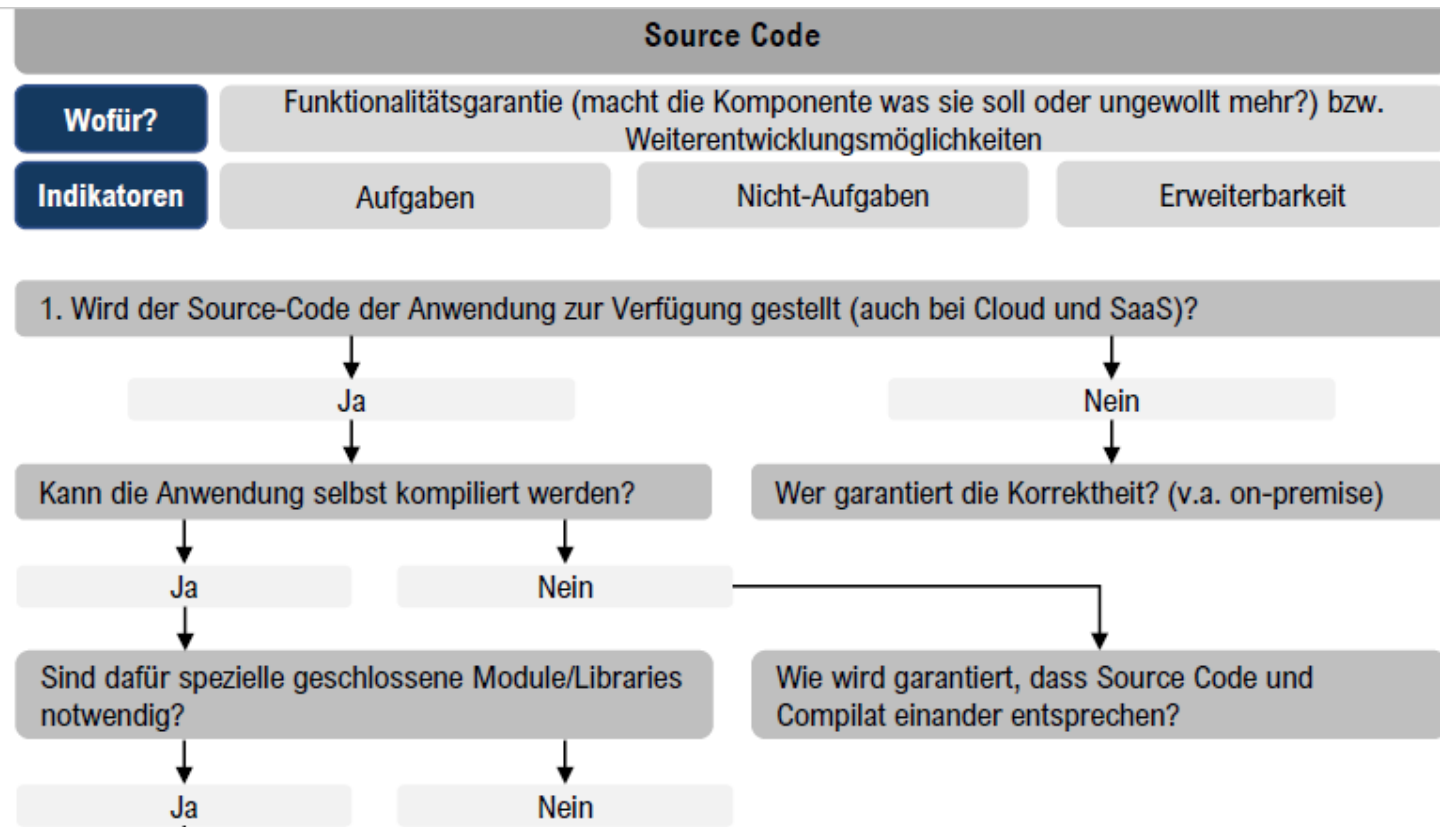 Source Code
Wofür?
Funktionalitätsgarantie (macht die Komponente was sie soll oder ungewollt mehr?) bzw.
Weiterentwicklungsmöglichkeiten
Indikatoren
Aufgaben
Nicht-Aufgaben
Erweiterbarkeit
1. Wird der Source-Code der Anwendung zur Verfügung gestellt (auch bei Cloud und SaaS)?
Ja
Nein
Kann die Anwendung selbst kompiliert werden?
Wer garantiert die Korrektheit? (v.a. on-premise)
Ja
Nein
Sind dafür spezielle geschlossene Module/Libraries
notwendig?
Wie wird garantiert, dass Source Code und
Compilat einander entsprechen?
Ja
Nein